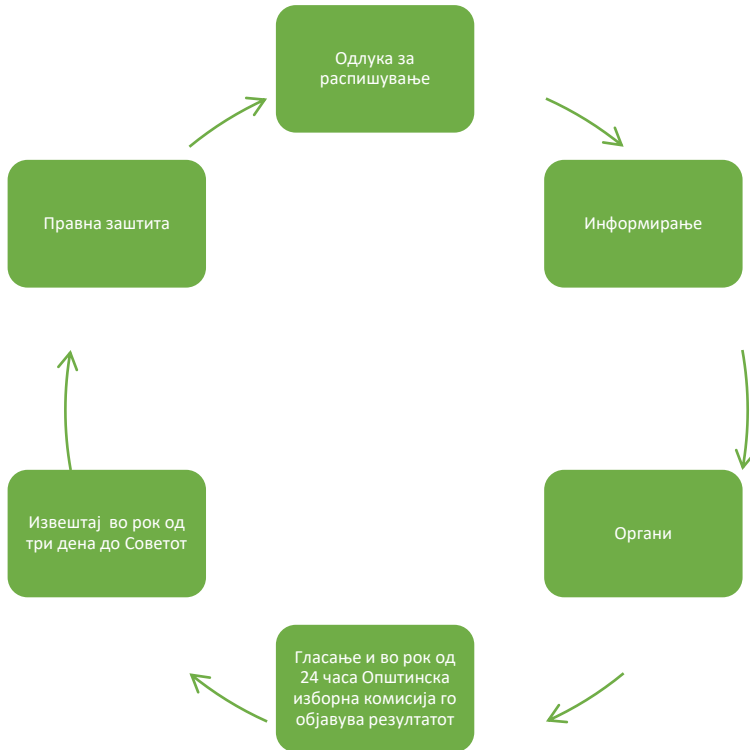 Одлука за
распишување
Информирање
Органи
Гласање и во рок од
24 часа Општинска
изборна комисија го
објавува резултатот
Извештај  во рок од
три дена до Советот
Правна заштита